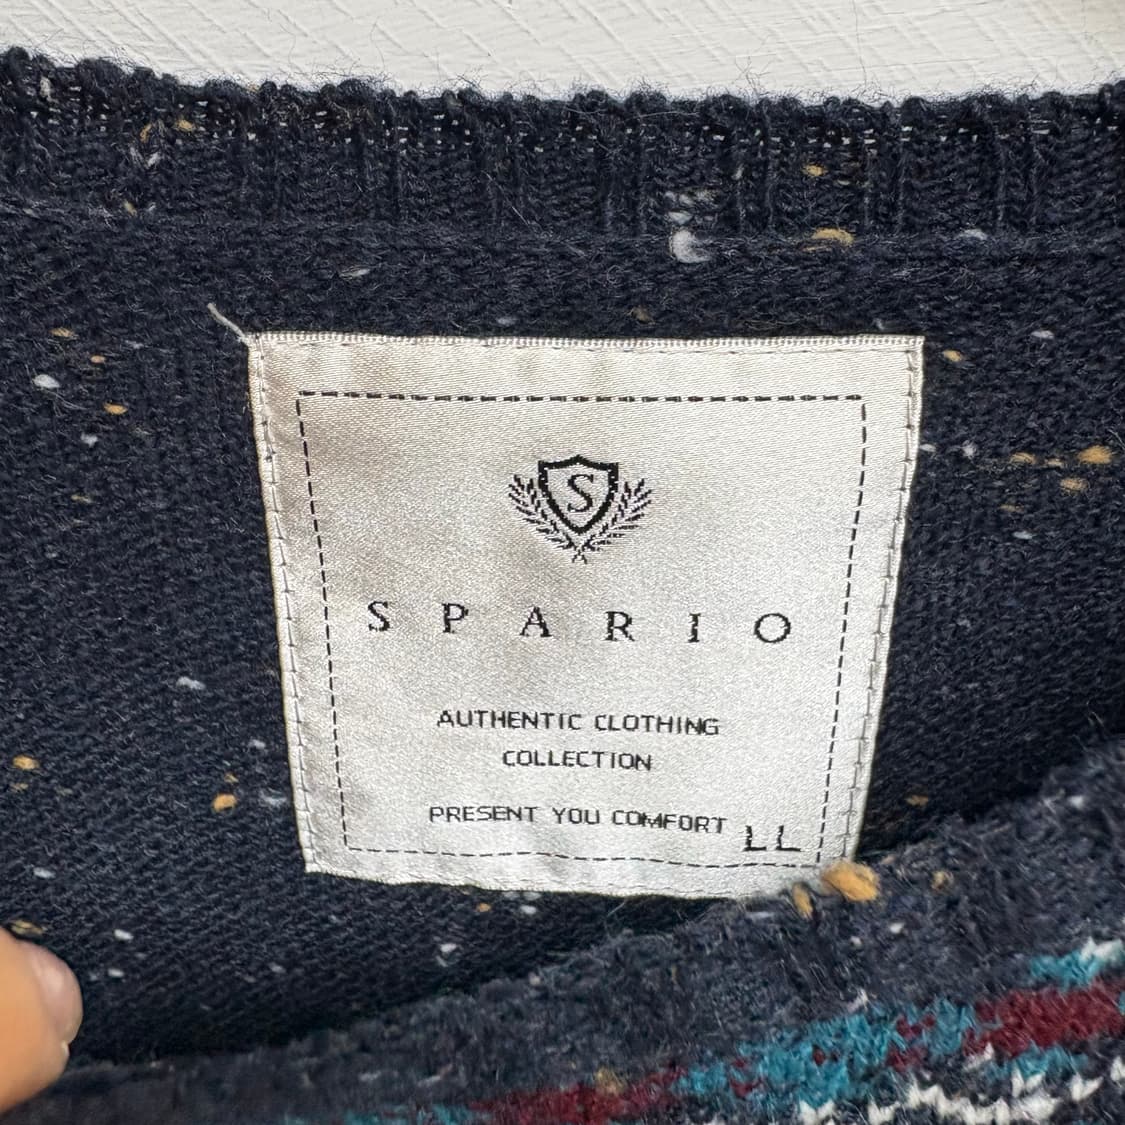 S
SPARIO
AUTHENTIC CLOTHING
COLLECTION
PRESENT YOU COMFORT
LL